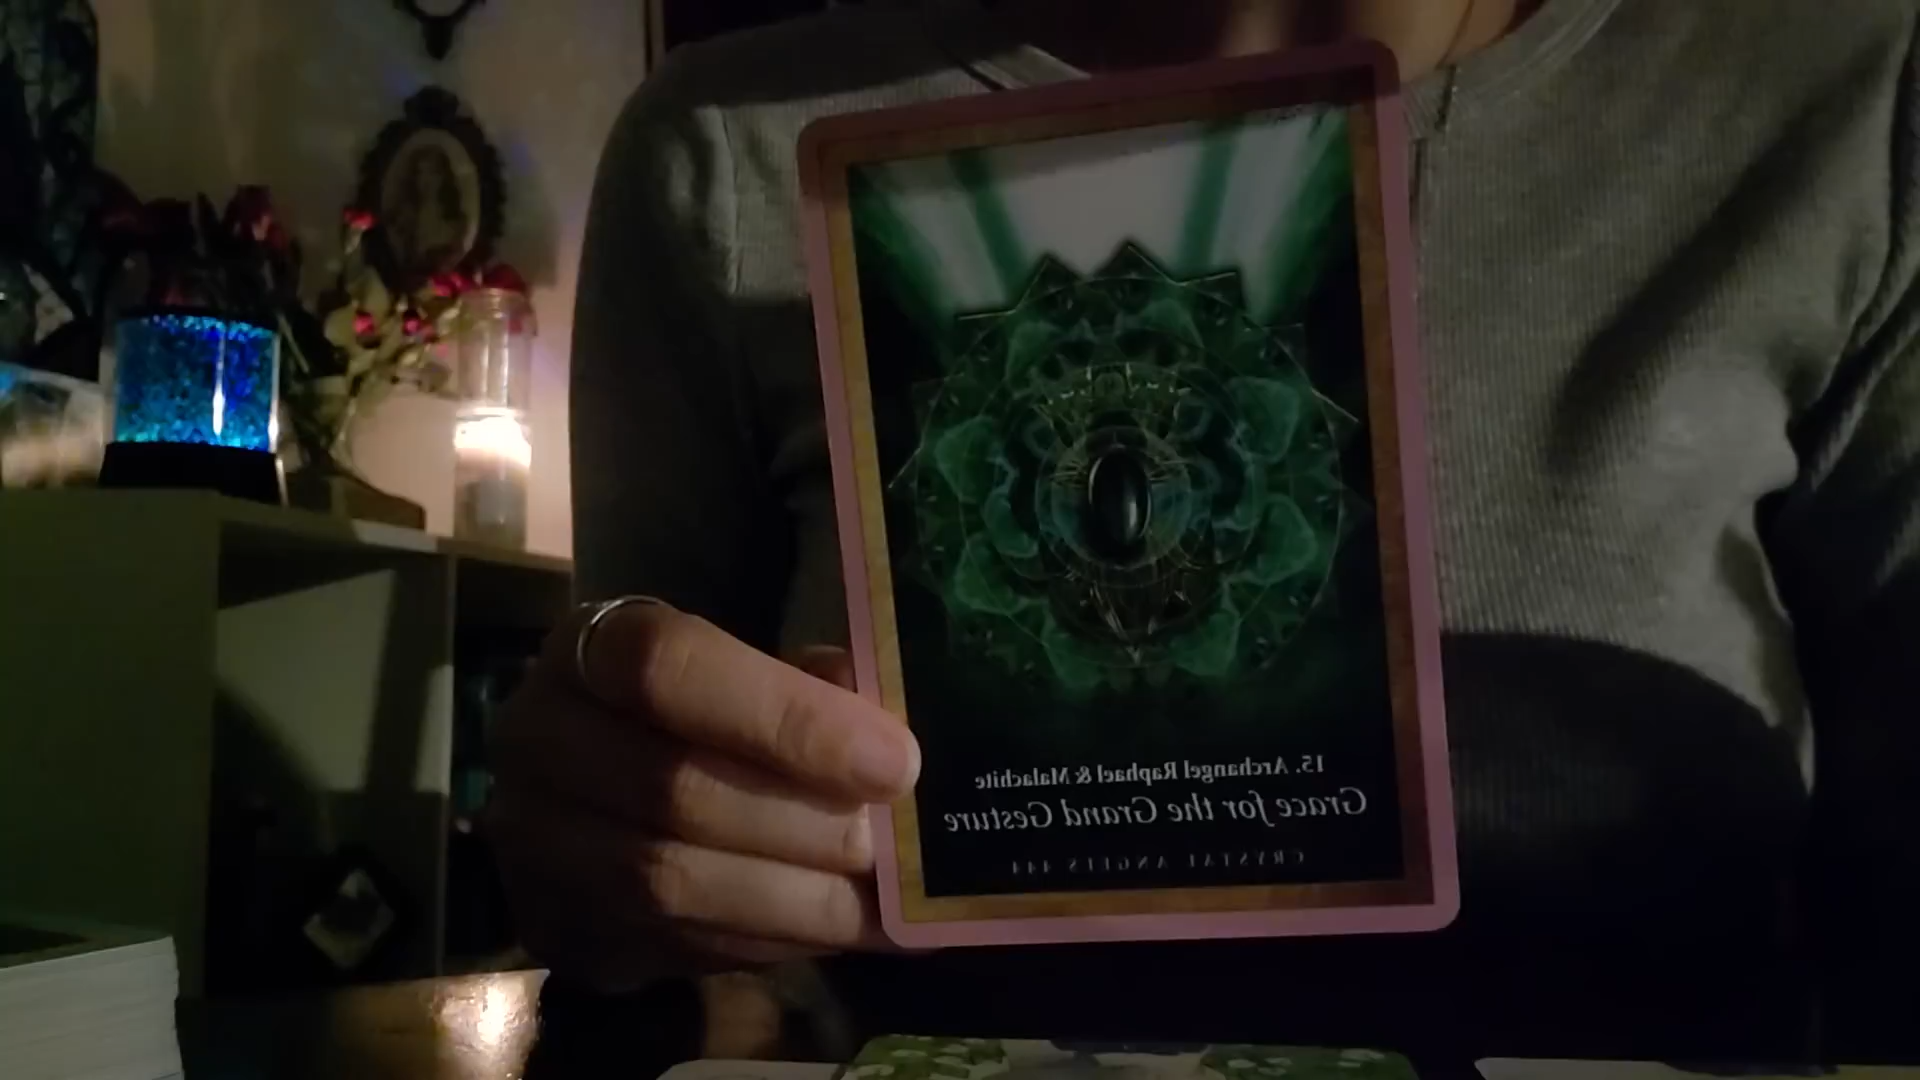 15. Archangel Raphael & Malachite
Grace for the Grand Gesture
CRYSTAL ANGELS 444